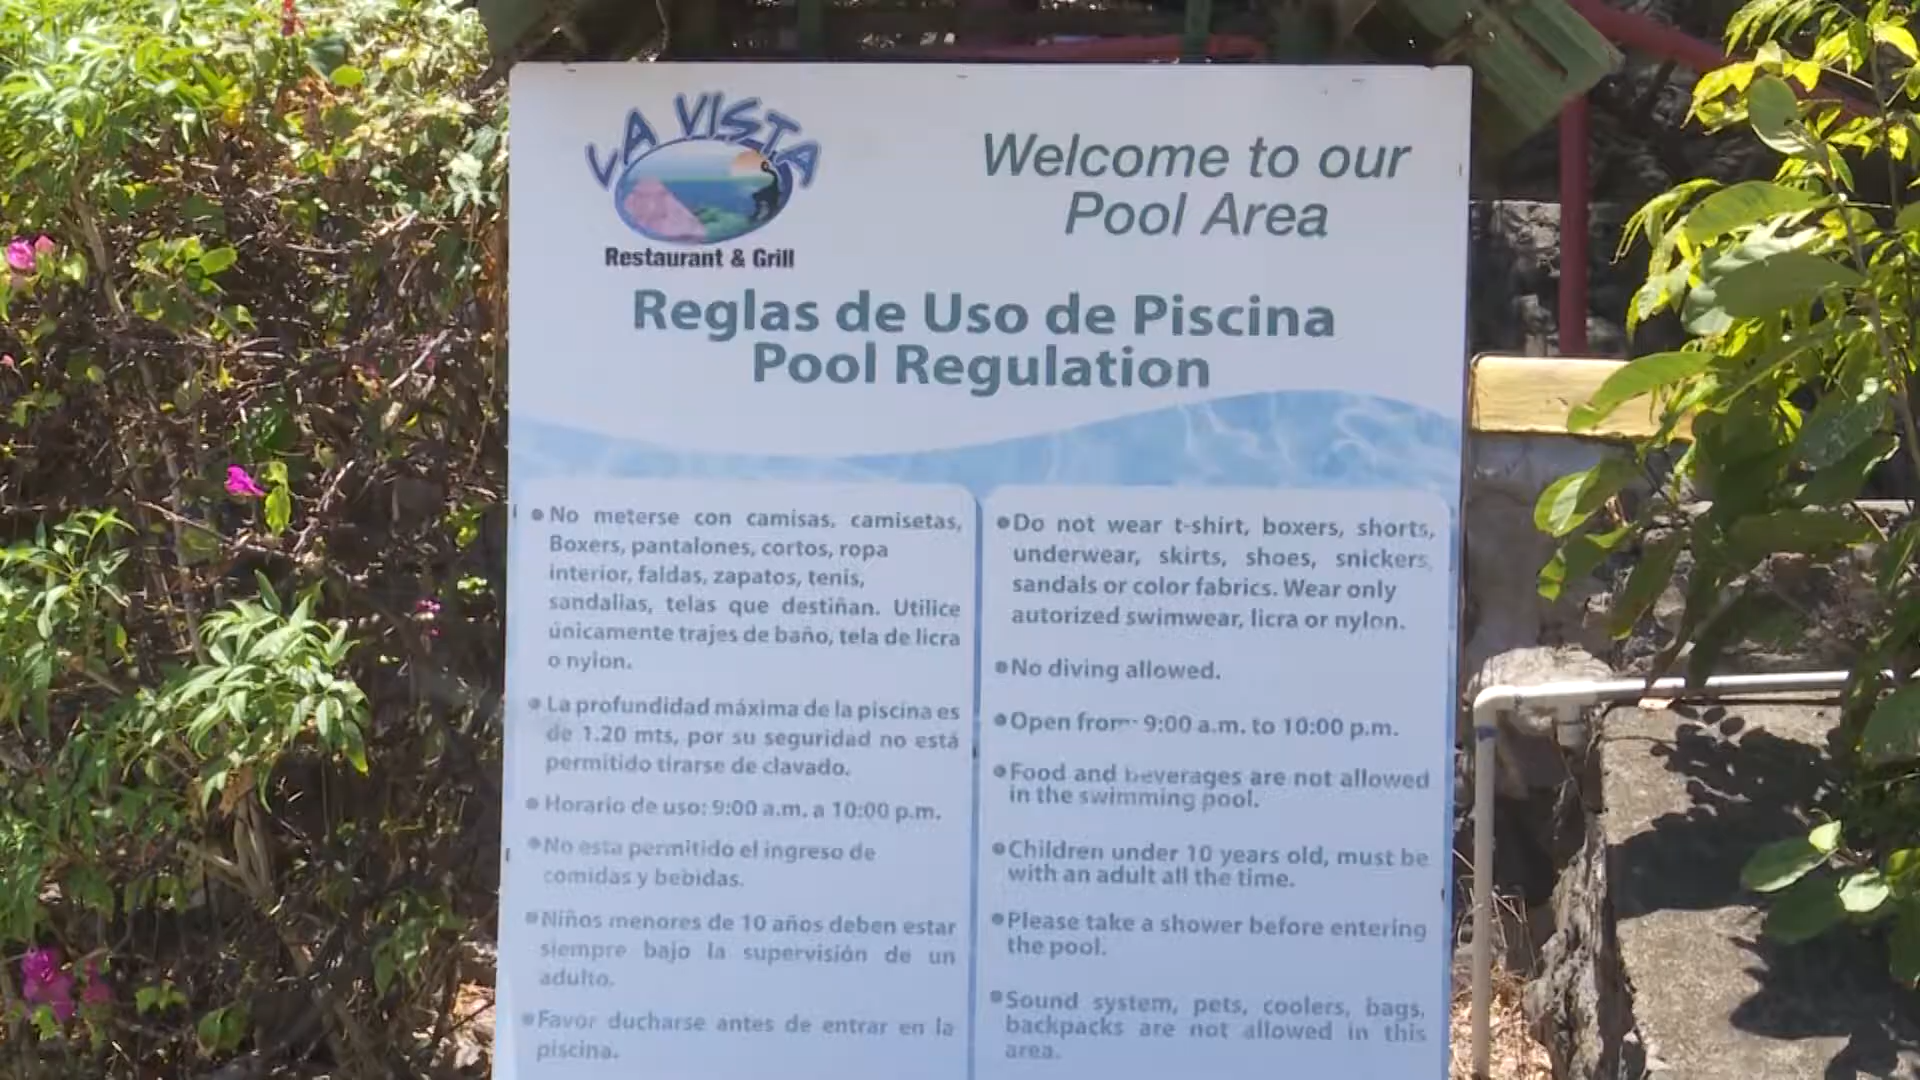 LA VISTA
Restaurant & Grill
Welcome to our
Pool Area
Reglas de Uso de Piscina
Pool Regulation
• No meterse con camisas, camisetas,
Boxers, pantalones, cortos, ropa
interior, faldas, zapatos, tenis,
sandalias, telas que destiñan. Utilice
únicamente trajes de baño, tela de licra
o nylon.
• La profundidad máxima de la piscina es
de 1.20 mts, por su seguridad no está
permitido tirarse de clavado.
• Horario de uso: 9:00 a.m. a 10:00 p.m.
• No esta permitido el ingreso de
comidas y bebidas.
• Niños menores de 10 años deben estar
siempre bajo la supervisión de un
adulto.
• Favor ducharse antes de entrar en la
piscina.
• Do not wear t-shirt, boxers, shorts,
underwear, skirts, shoes, snickers,
sandals or color fabrics. Wear only
autorized swimwear, licra or nylon.
• No diving allowed.
• Open from 9:00 a.m. to 10:00 p.m.
• Food and beverages are not allowed
in the swimming pool.
• Children under 10 years old, must be
with an adult all the time.
• Please take a shower before entering
the pool.
• Sound system, pets, coolers, bags,
backpacks are not allowed in this
area.